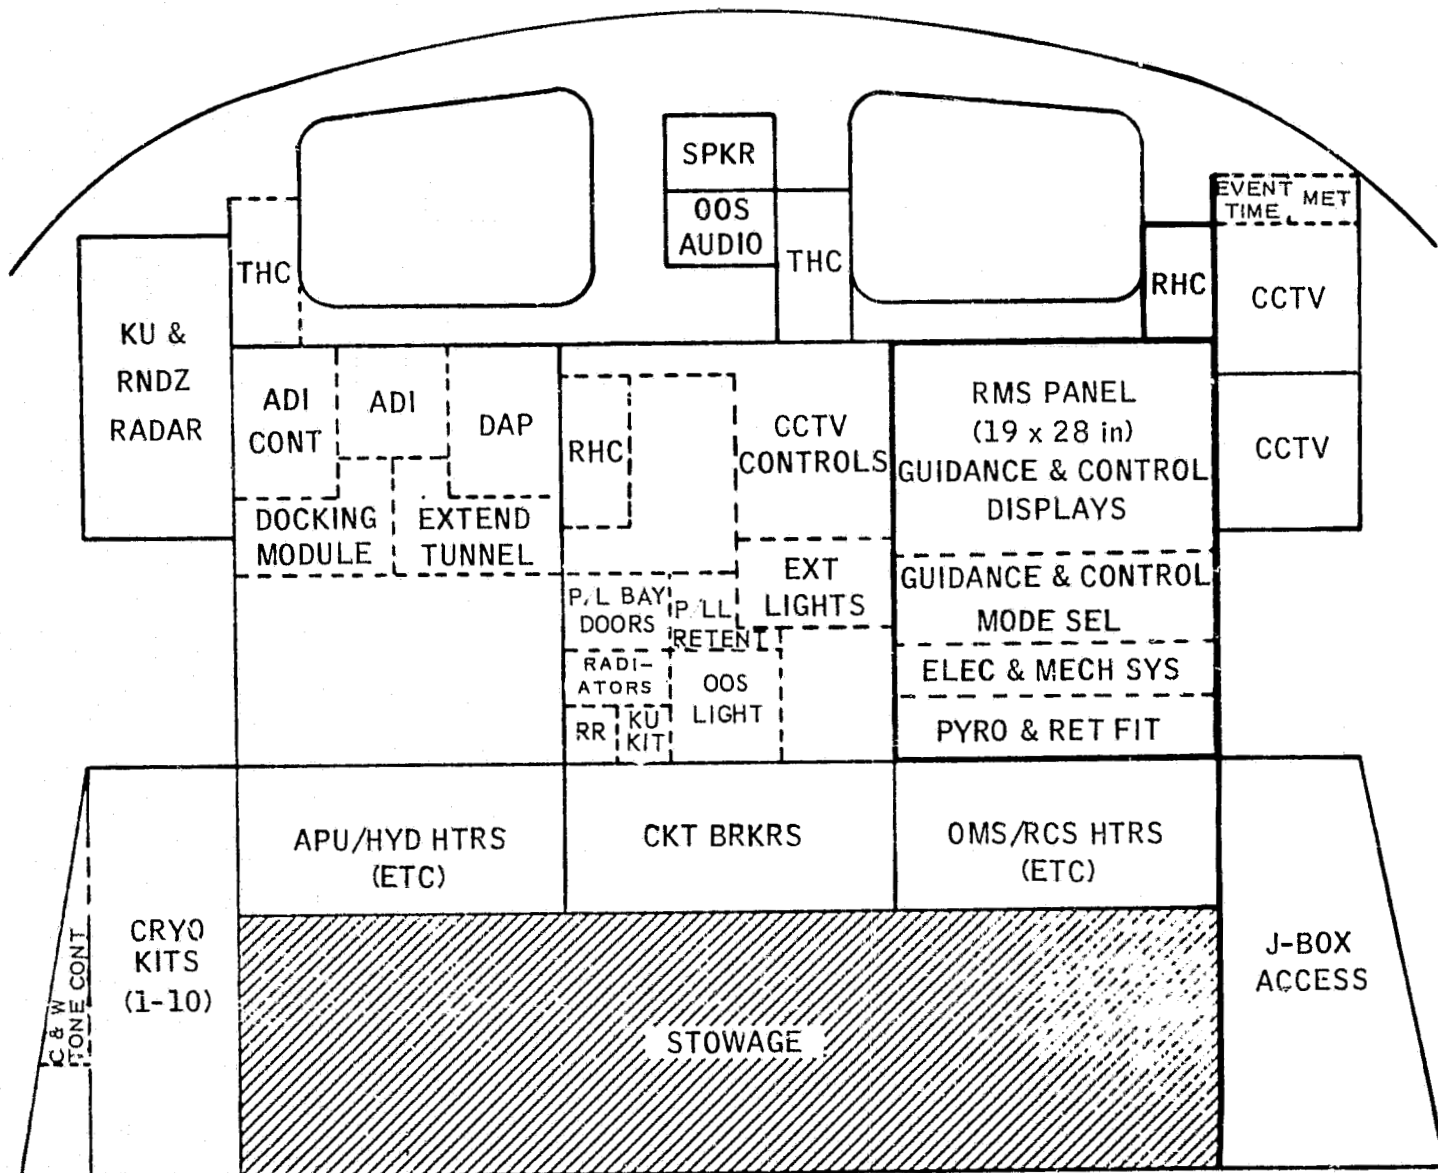 SPKR
OOS
AUDIO
THC
THC
RHC
EVENT
TIME
MET
CCTV
CCTV
KU &
RNDZ
RADAR
ADI
CONT
ADI
DAP
DOCKING
MODULE
EXTEND
TUNNEL
RHC
CCTV
CONTROLS
EXT
LIGHTS
P/L BAY
DOORS
P/LL
RETENT
RADI-
ATORS
OOS
LIGHT
RR
KU
KIT
RMS PANEL
(19 x 28 in)
GUIDANCE & CONTROL
DISPLAYS
GUIDANCE & CONTROL
MODE SEL
ELEC & MECH SYS
PYRO & RET FIT
APU/HYD HTRS
(ETC)
CKT BRKRS
OMS/RCS HTRS
(ETC)
C & W
TONE CONT
CRYO
KITS
(1-10)
STOWAGE
J-BOX
ACCESS